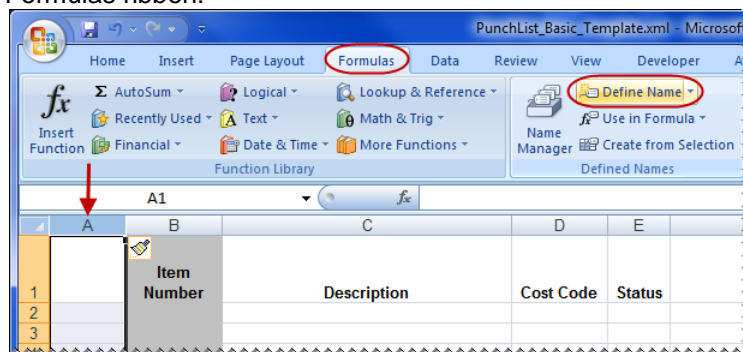 Formulas ribbon.
PunchList_Basic_Template.xml - Microsoft
Home Insert Page Layout Formulas Data Review View Developer A
Σ AutoSum Logical Lookup & Reference Define Name
fx Recently Used A Text θ Math & Trig fx Use in Formula
Insert Function Financial Date & Time More Functions Name Manager Create from Selection
Function Library Defined Names
A1 fx
A B C D E
1 Item Number Description Cost Code Status
2
3